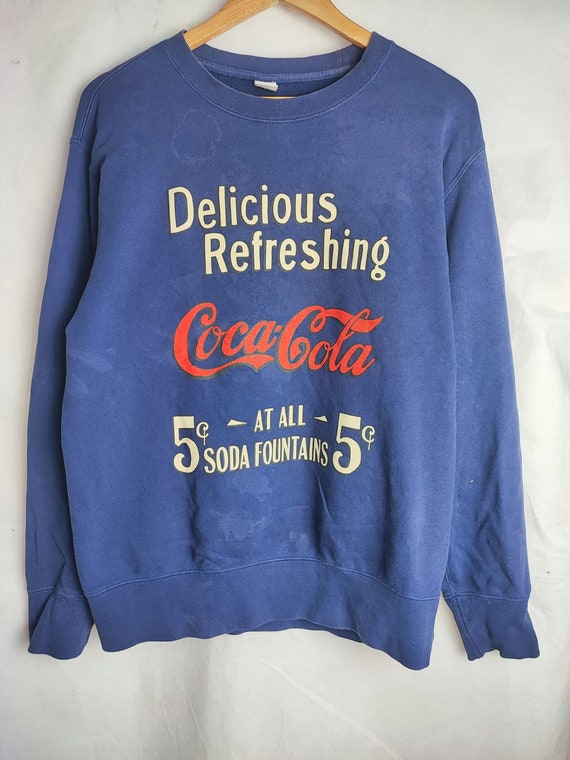 Delicious
Refreshing
Coca-Cola
5¢ AT ALL 5¢
SODA FOUNTAINS